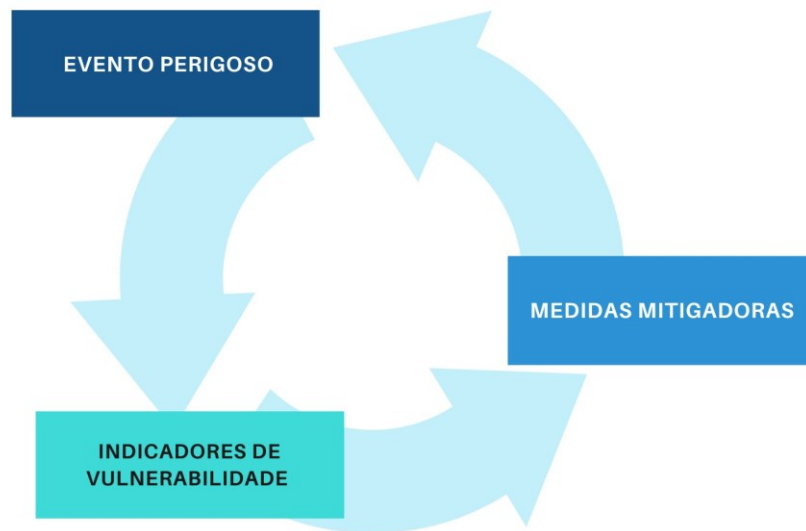 EVENTO PERIGOSO
MEDIDAS MITIGADORAS
INDICADORES DE
VULNERABILIDADE